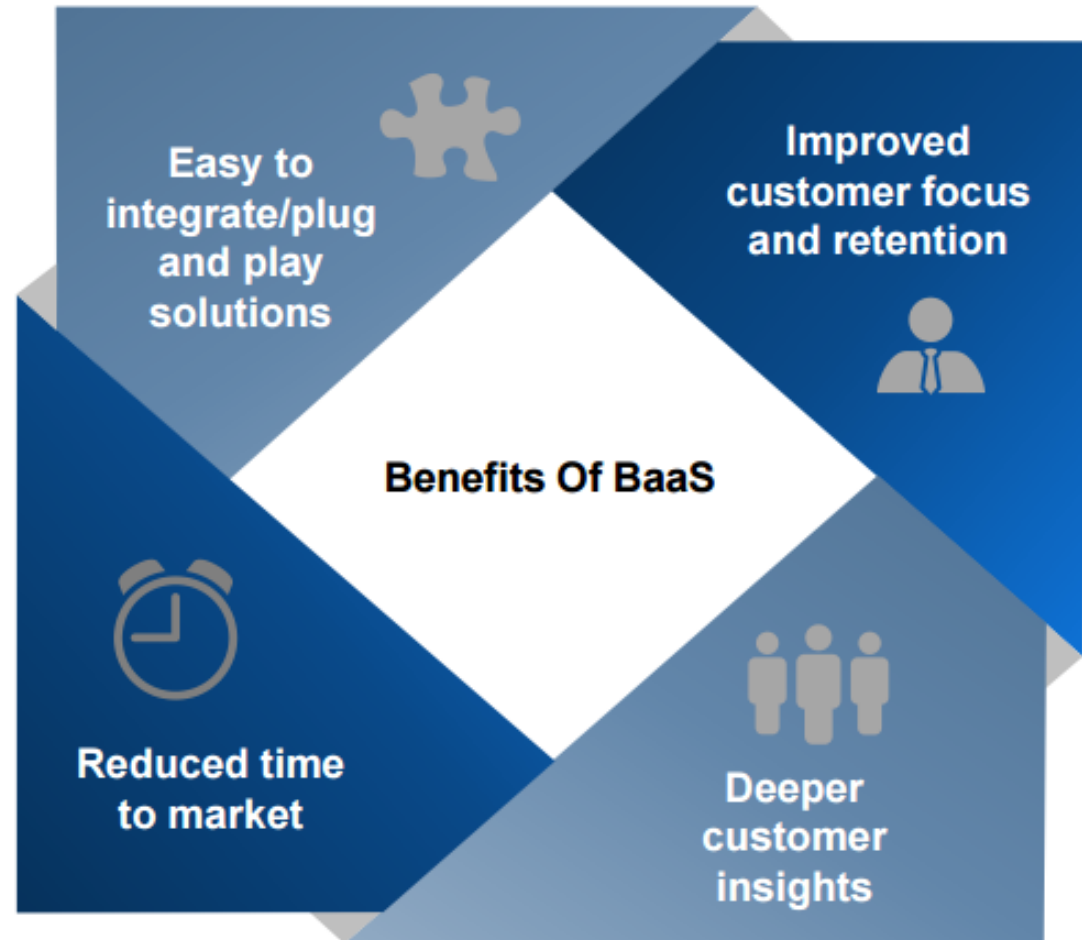 Easy to
integrate/plug
and play
solutions
Improved
customer focus
and retention
Benefits Of BaaS
Reduced time
to market
Deeper
customer
insights